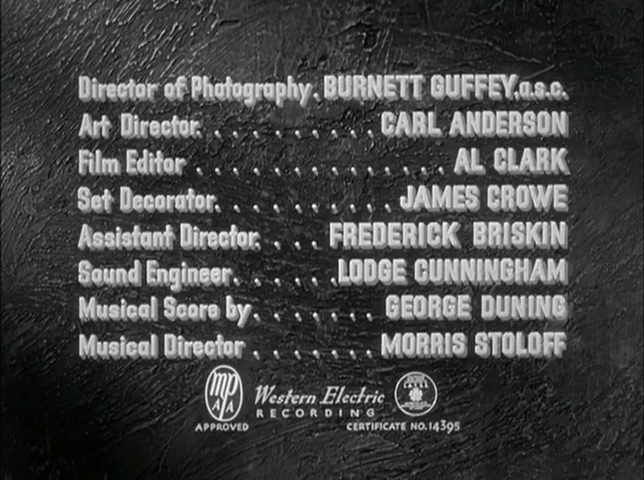 Director of Photography. BURNETT GUFFEY, a.s.c.
Art Director. . . . . . . . . . . CARL ANDERSON
Film Editor . . . . . . . . . . . . . . . . AL CLARK
Set Decorator. . . . . . . . . . . . JAMES CROWE
Assistant Director. . . . . FREDERICK BRISKIN
Sound Engineer. . . . . . . LODGE CUNNINGHAM
Musical Score by. . . . . . . . GEORGE DUNING
Musical Director . . . . . . . . MORRIS STOLOFF
MPAA
Western Electric
RECORDING
APPROVED
CERTIFICATE NO. 14395